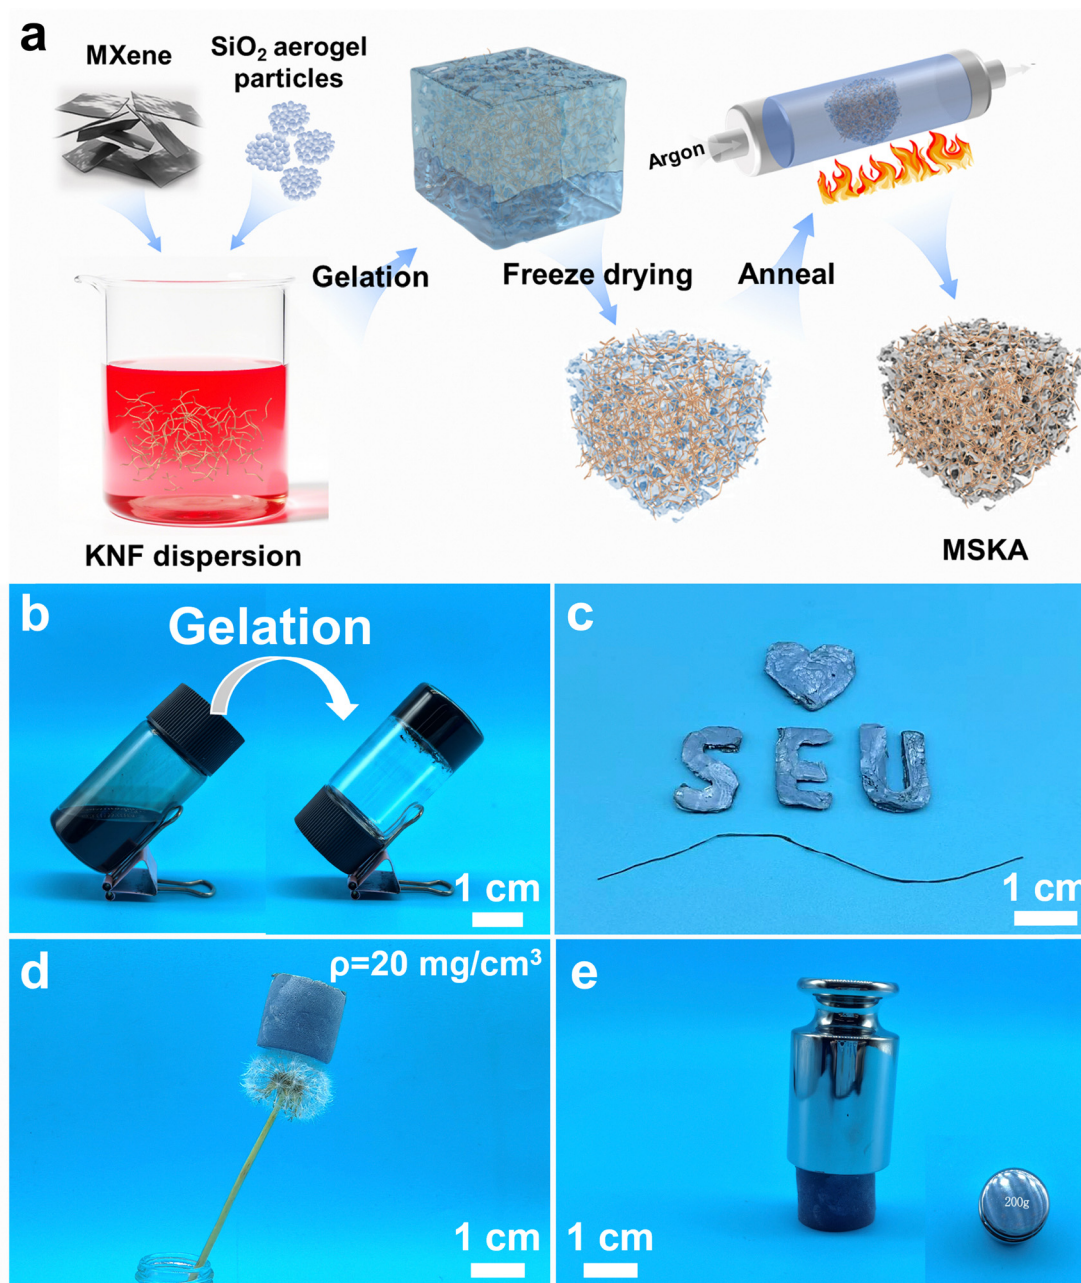 a
MXene
SiO₂ aerogel
particles
Argon
Gelation
Freeze drying
Anneal
KNF dispersion
MSKA
b
Gelation
1 cm
c
SEU
1 cm
d
ρ=20 mg/cm³
1 cm
e
200g
1 cm